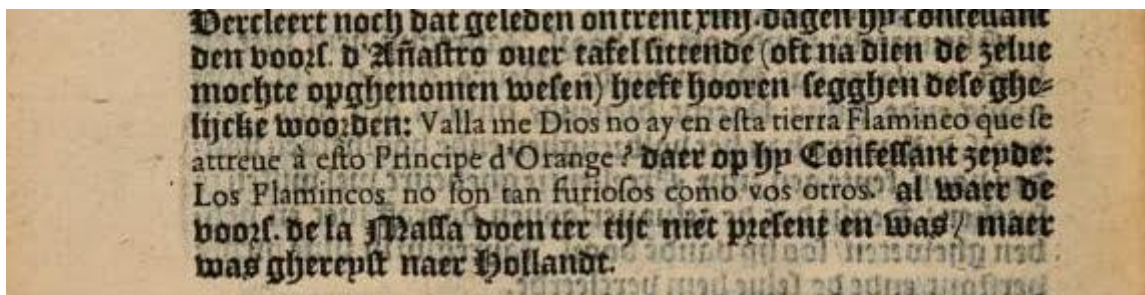 Vercleert noch dat geleden ontrent xiiij. dagen hy confessant
den voorſ. d'Añaſtro ouer tafel ſittende (oft na dien de zelue
mochte opghenomen weſen) heeft hooren ſegghen deſe ghe⸗
lijcke woorden: Valla me Dios no ay en eſta tierra Flaminco que ſe
attreue à eſto Principe d'Orange? daer op hy Confeſſant zeyde:
Los Flamincos no ſon tan furioſos como vos otros. al waer de
voorſ. de la Maſſa doen ter tijt niet preſent en was/ maer
was ghereyſt naer Hollandt.